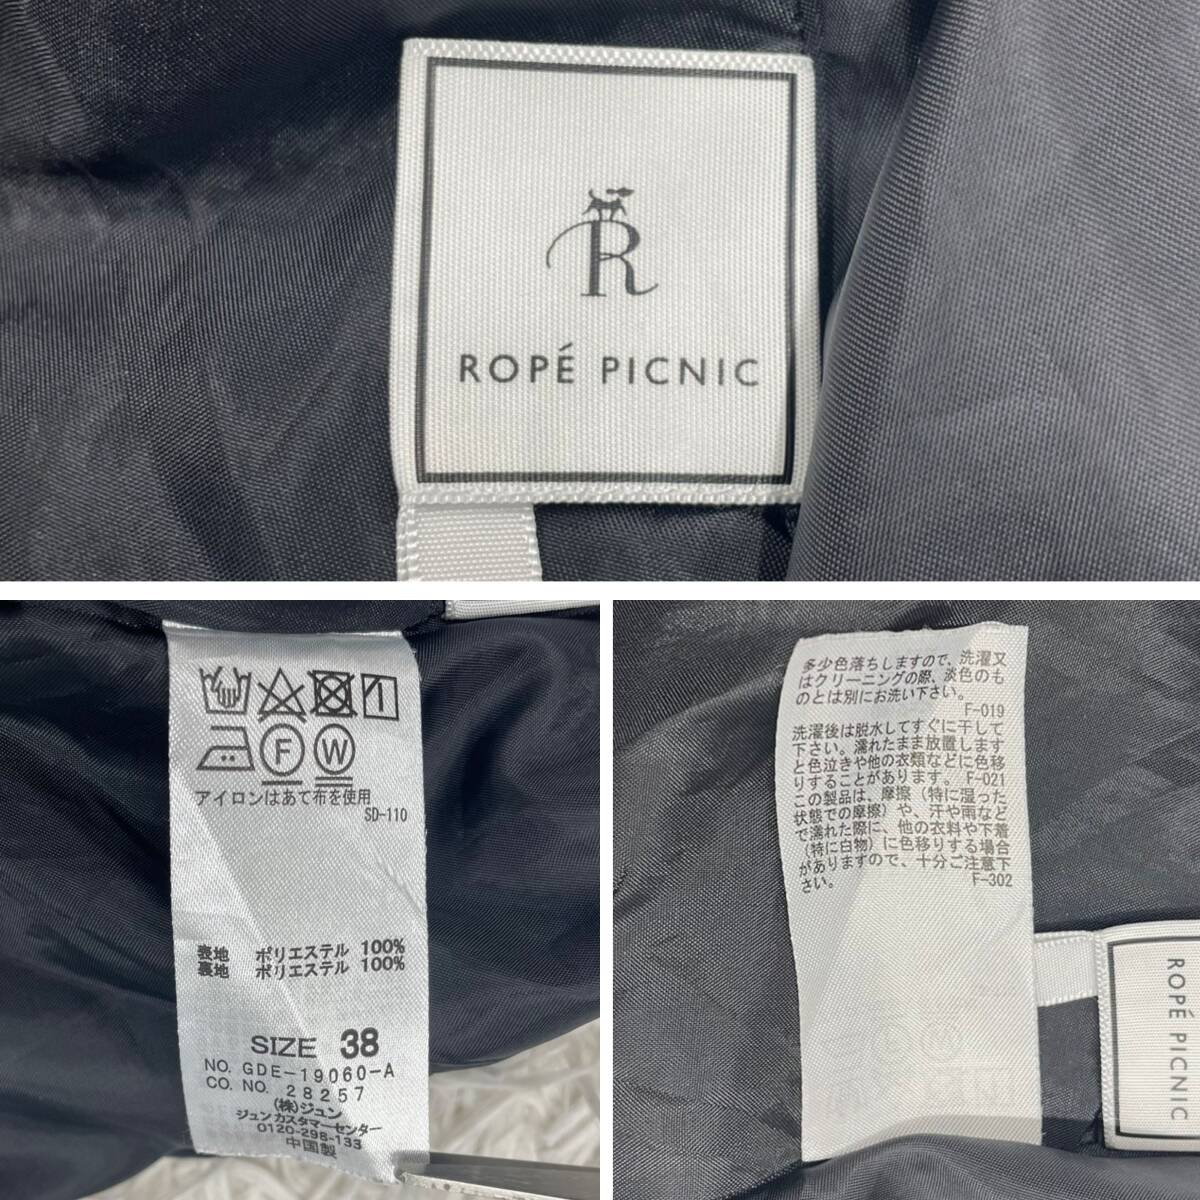 R
ROPÉ PICNIC
F W
アイロンはあて布を使用
SD-110
表地 ポリエステル 100%
裏地 ポリエステル 100%
SIZE 38
NO. GDE-19060-A
CO. NO. 28257
(株)ジュン
ジュン カスタマーセンター
0120-298-133
中国製
多少色落ちしますので、洗濯又
はクリーニングの際、淡色のも
のとは別にお洗い下さい。
F-019
洗濯後は脱水してすぐに干して
下さい。濡れたまま放置します
と色泣きや他の衣類などに色移
りすることがあります。 F-021
この製品は、摩擦（特に湿った
状態での摩擦）や、汗や雨など
で濡れた際に、他の衣料や下着
（特に白物）に色移りする場合
がありますので、十分ご注意下
さい。
F-302
ROPÉ PICNIC